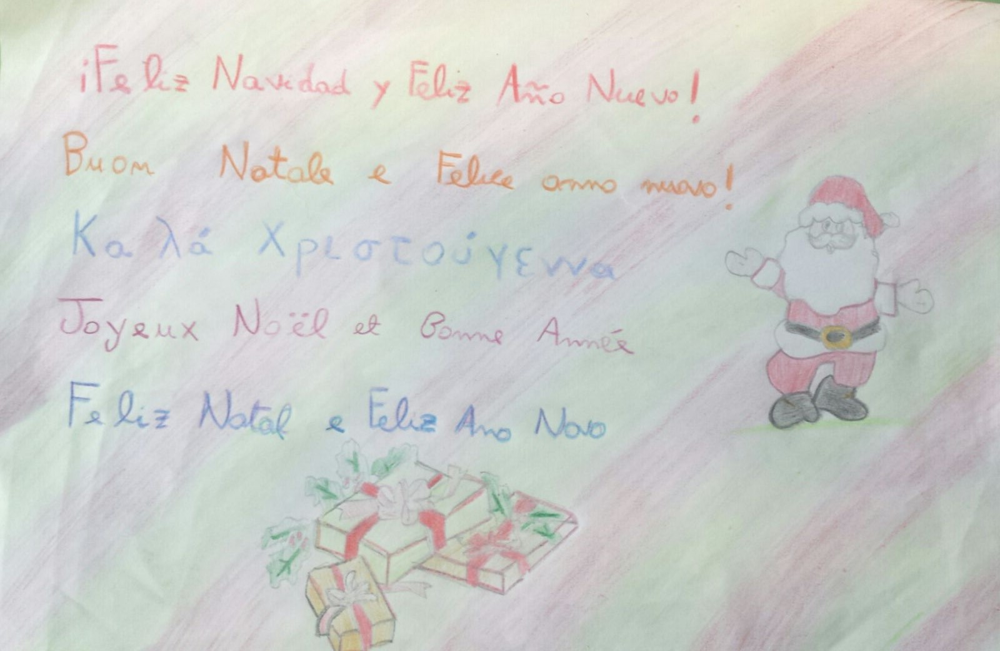 ¡Feliz Navidad y Feliz Año Nuevo!
Buon Natale e Felice anno nuovo!
Καλά Χριστούγεννα
Joyeux Noël et Bonne Année
Feliz Natal e Feliz Ano Novo